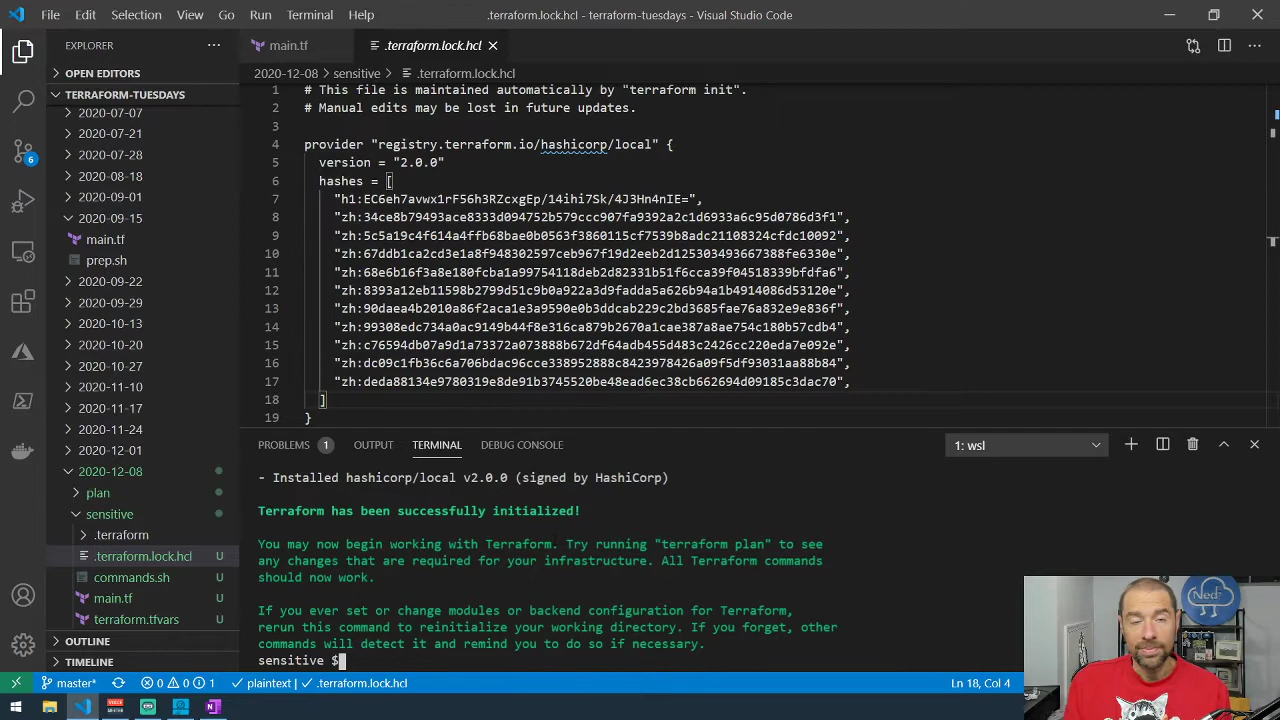 File Edit Selection View Go Run Terminal Help
.terraform.lock.hcl - terraform-tuesdays - Visual Studio Code
EXPLORER
OPEN EDITORS
TERRAFORM-TUESDAYS
2020-07-07
2020-07-21
2020-07-28
2020-08-18
2020-09-15
main.tf
prep.sh
2020-09-22
2020-09-29
2020-10-13
2020-10-20
2020-10-27
2020-11-10
2020-11-17
2020-11-24
2020-12-01
2020-12-08
plan
sensitive
.terraform
.terraform.lock.hcl U
commands.sh U
main.tf U
terraform.tfvars U
OUTLINE
TIMELINE
6
main.tf
.terraform.lock.hcl
2020-12-08 > sensitive > .terraform.lock.hcl
1 # This file is maintained automatically by "terraform init".
2 # Manual edits may be lost in future updates.
3
4 provider "registry.terraform.io/hashicorp/local" {
5 version = "2.0.0"
6 hashes = [
7 "h1:EC6eh7avwx1rF56h3RZcxgEp/14ihi7Sk/4J3Hn4nIE=",
8 "zh:34ce8b79493ace8333d094752b579ccc907fa9392a2c1d6933a6c95d0786d3f1",
9 "zh:5c5a19c4f614a4ffb68bae0b0563f3860115cf7539b8adc21108324cfdc10092",
10 "zh:67ddb1ca2cd3e1a8f948302597ceb967f19d2eeb2d125303493667388fe6330e",
11 "zh:68e6b16f3a8e180fcba1a99754118deb2d82331b51f6cca39f04518339bfdfa6",
12 "zh:8393a12eb11598b2799d51c9b0a922a3d9fadda5a626b94a1b4914086d53120e",
13 "zh:90daea4b2010a86f2aca1e3a9590e0b3ddcab229c2bd3685fae76a832e9e836f",
14 "zh:99308edc734a0ac9149b44f8e316ca879b2670a1cae387a8ae754c180b57cdb4",
15 "zh:c76594db07a9d1a73372a073888b672df64adb455d483c2426cc220eda7e092e",
16 "zh:dc09c1fb36c6a706bdac96cce338952888c8423978426a09f5df93031aa88b84",
17 "zh:deda88134e9780319e8de91b3745520be48ead6ec38cb662694d09185c3dac70",
18 ]
19 }
PROBLEMS 1 OUTPUT TERMINAL DEBUG CONSOLE
1: wsl
- Installed hashicorp/local v2.0.0 (signed by HashiCorp)
Terraform has been successfully initialized!
You may now begin working with Terraform. Try running "terraform plan" to see
any changes that are required for your infrastructure. All Terraform commands
should now work.
If you ever set or change modules or backend configuration for Terraform,
rerun this command to reinitialize your working directory. If you forget, other
commands will detect it and remind you to do so if necessary.
sensitive $
master* 0 0 1 plaintext | .terraform.lock.hcl
Ln 18, Col 4